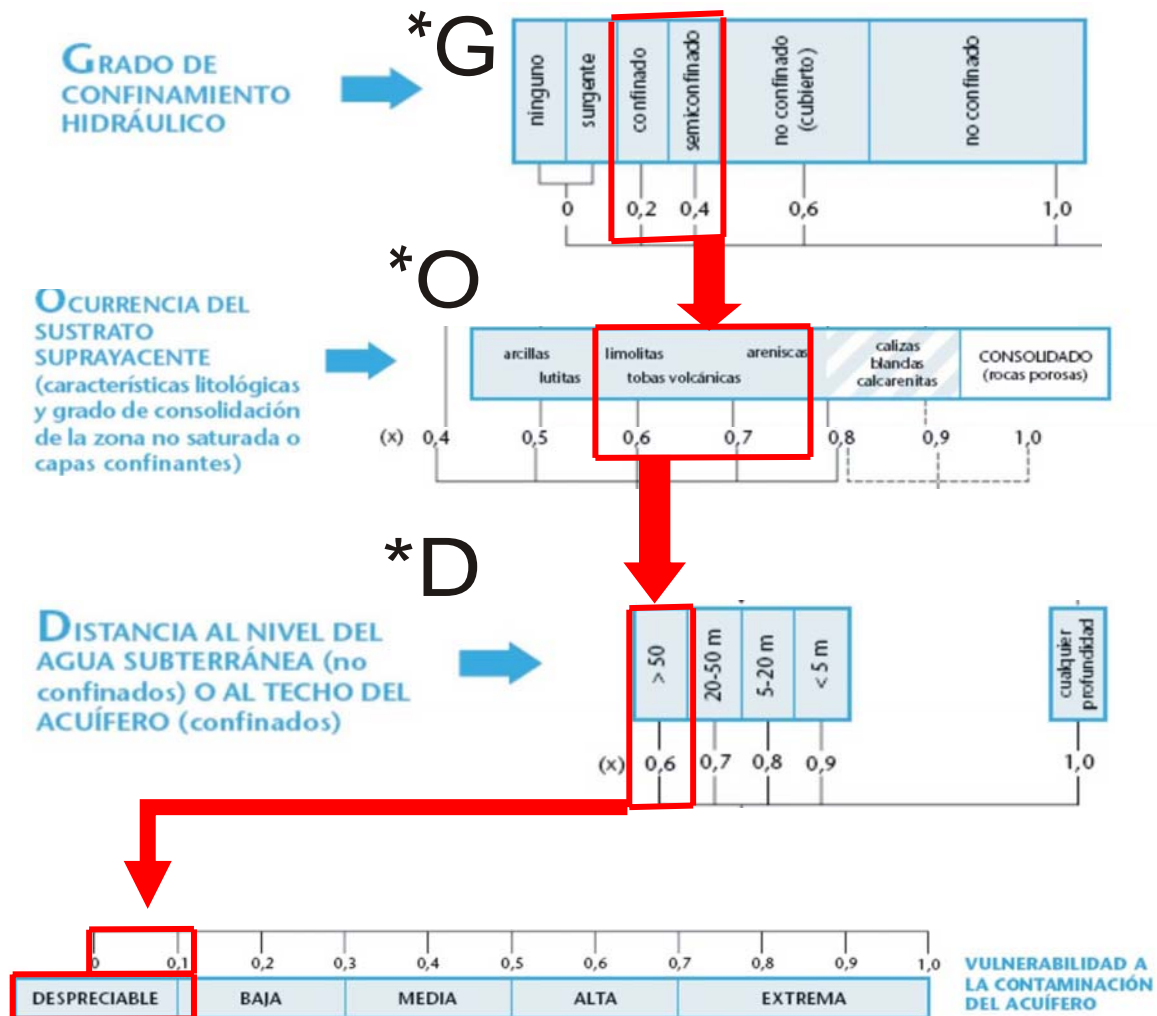 *G
GRADO DE
CONFINAMIENTO
HIDRÁULICO
ninguno
surgente
confinado
semiconfinado
no confinado
(cubierto)
no confinado
0 0,2 0,4 0,6 1,0
*O
OCURRENCIA DEL
SUSTRATO
SUPRAYACENTE
(características litológicas
y grado de consolidación
de la zona no saturada o
capas confinantes)
arcillas
lutitas
limolitas
areniscas
tobas volcánicas
calizas
blandas
calcarenitas
CONSOLIDADO
(rocas porosas)
(x) 0,4 0,5 0,6 0,7 0,8 0,9 1,0
*D
DISTANCIA AL NIVEL DEL
AGUA SUBTERRÁNEA (no
confinados) O AL TECHO DEL
ACUÍFERO (confinados)
> 50
20-50 m
5-20 m
< 5 m
cualquier
profundidad
(x) 0,6 0,7 0,8 0,9 1,0
0 0,1 0,2 0,3 0,4 0,5 0,6 0,7 0,8 0,9 1,0
DESPRECIABLE BAJA MEDIA ALTA EXTREMA
VULNERABILIDAD A
LA CONTAMINACIÓN
DEL ACUÍFERO